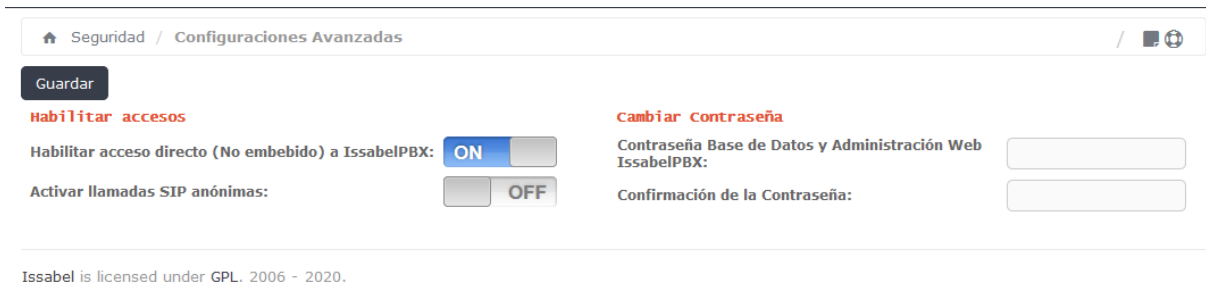 Seguridad / Configuraciones Avanzadas /
Guardar
Habilitar accesos
Habilitar acceso directo (No embebido) a IssabelPBX: ON
Activar llamadas SIP anónimas: OFF
Cambiar Contraseña
Contraseña Base de Datos y Administración Web
IssabelPBX:
Confirmación de la Contraseña:
Issabel is licensed under GPL. 2006 - 2020.